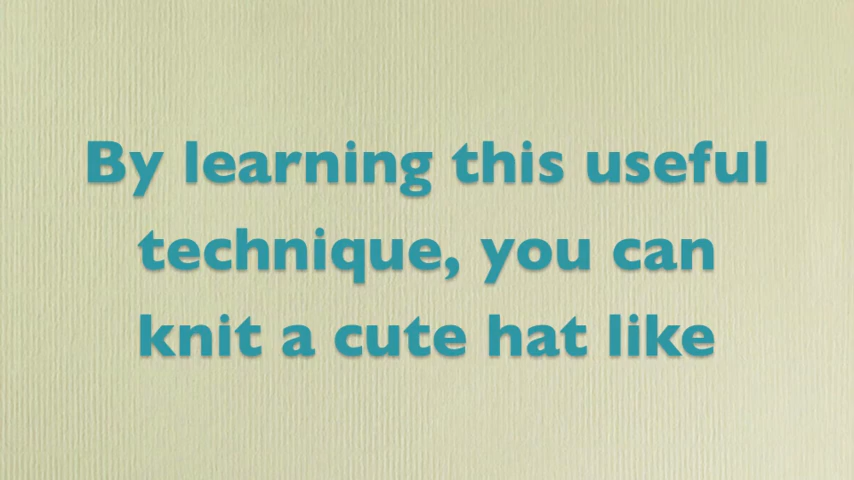 By learning this useful
technique, you can
knit a cute hat like